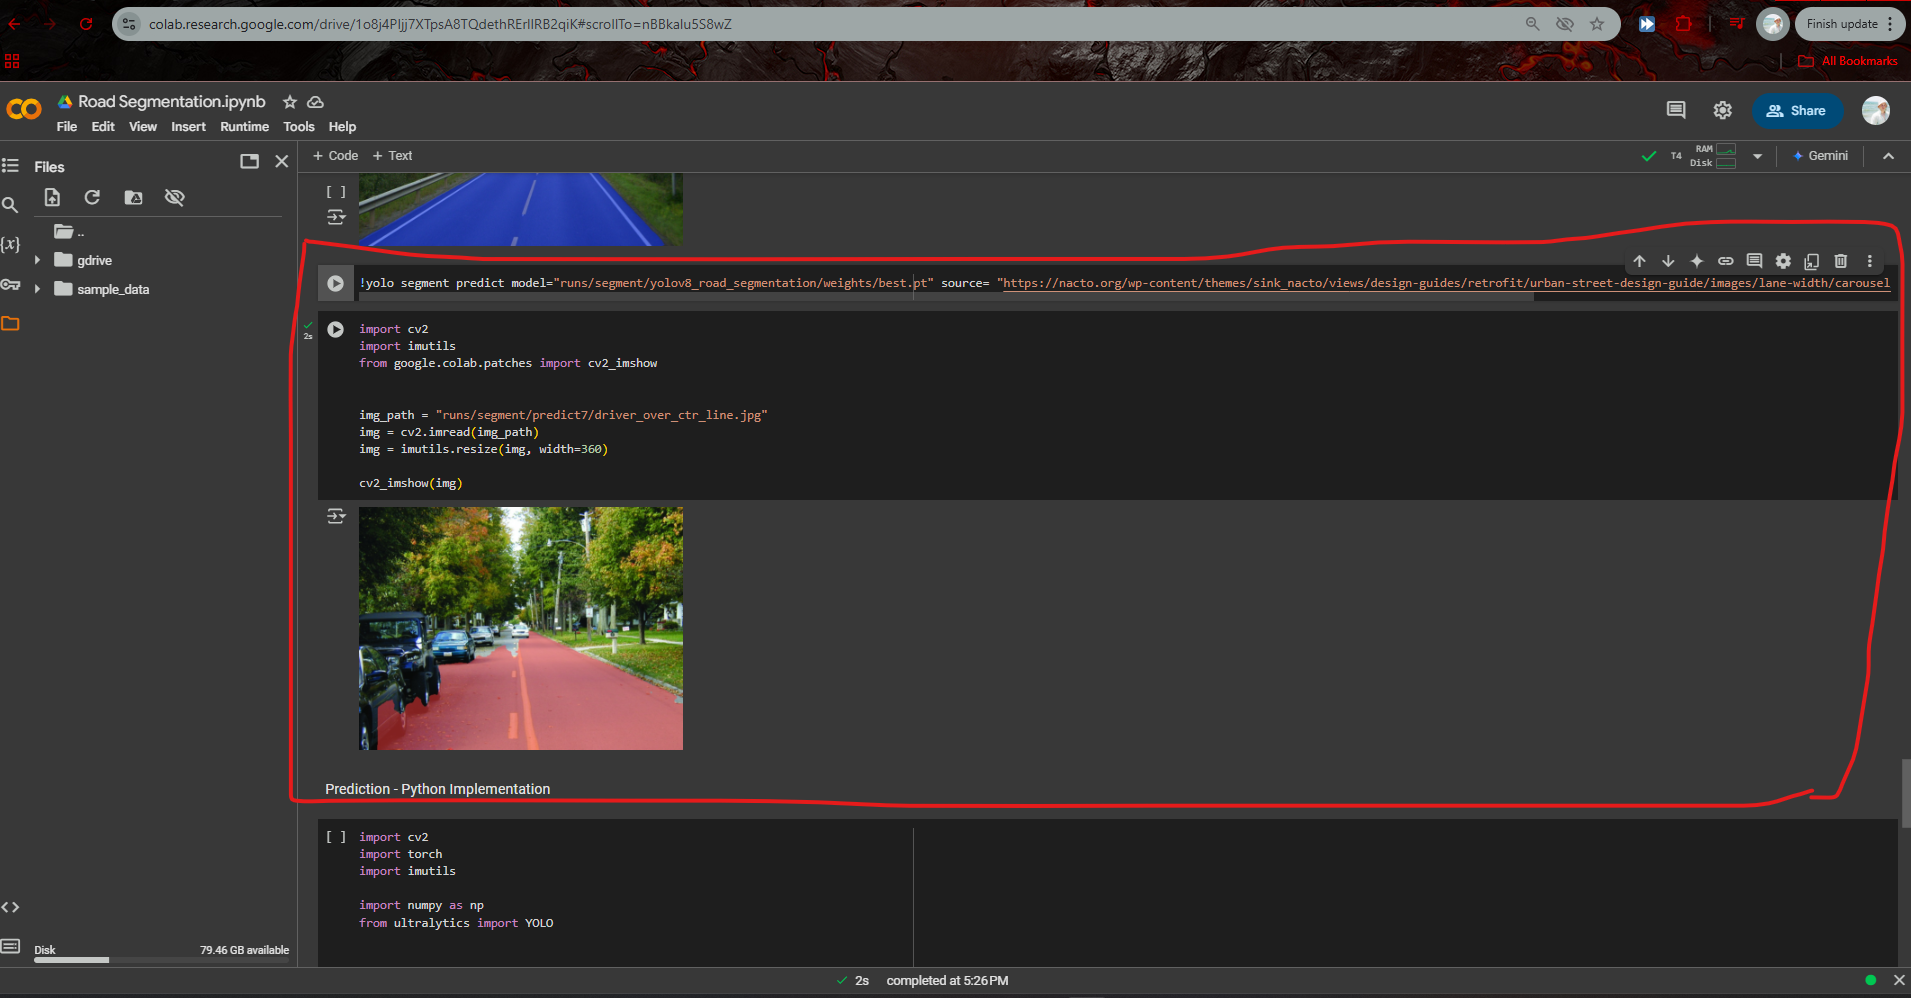 colab.research.google.com/drive/1o8j4PIjj7XTpsA8TQdethRErIIRB2qiK#scrollTo=nBBkalu5S8wZ
Finish update
All Bookmarks
Road Segmentation.ipynb
File Edit View Insert Runtime Tools Help
Share
Files
+ Code + Text
T4 RAM
Disk
Gemini
[ ]
..
gdrive
sample_data
{x}
!yolo segment predict model="runs/segment/yolov8_road_segmentation/weights/best.pt" source= "https://nacto.org/wp-content/themes/sink_nacto/views/design-guides/retrofit/urban-street-design-guide/images/lane-width/carousel
2s
import cv2
import imutils
from google.colab.patches import cv2_imshow
img_path = "runs/segment/predict7/driver_over_ctr_line.jpg"
img = cv2.imread(img_path)
img = imutils.resize(img, width=360)
cv2_imshow(img)
Prediction - Python Implementation
[ ] import cv2
import torch
import imutils
import numpy as np
from ultralytics import YOLO
Disk 79.46 GB available
2s completed at 5:26 PM